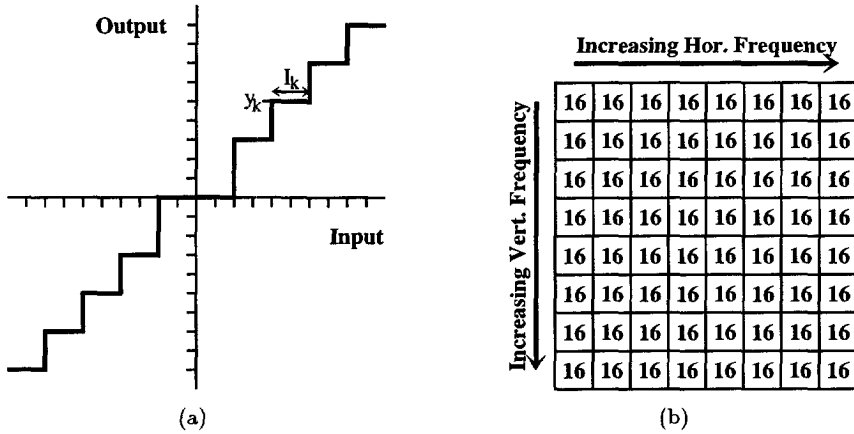 Output
I_k
y_k
Input
(a)
Increasing Hor. Frequency
Increasing Vert. Frequency
16 16 16 16 16 16 16 16
16 16 16 16 16 16 16 16
16 16 16 16 16 16 16 16
16 16 16 16 16 16 16 16
16 16 16 16 16 16 16 16
16 16 16 16 16 16 16 16
16 16 16 16 16 16 16 16
16 16 16 16 16 16 16 16
(b)